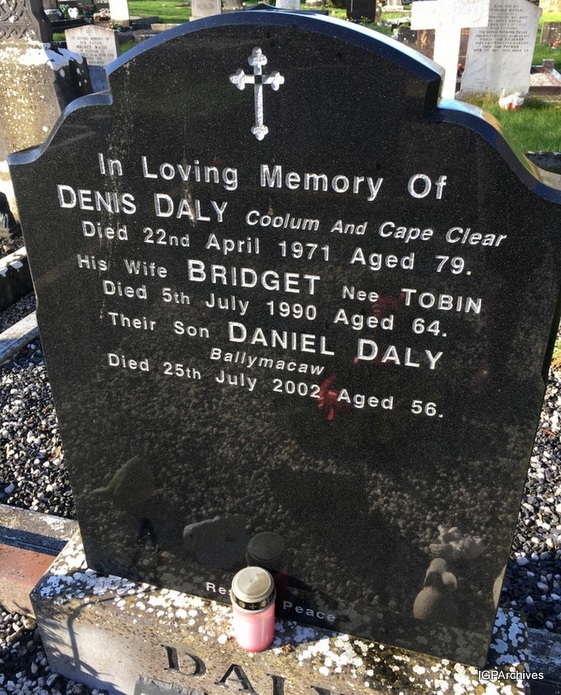 In Loving Memory Of
DENIS DALY Coolum And Cape Clear
Died 22nd April 1971 Aged 79.
His Wife BRIDGET Nee TOBIN
Died 5th July 1990 Aged 64.
Their Son DANIEL DALY
Ballymacaw
Died 25th July 2002 Aged 56.
Peace
IGPArchives